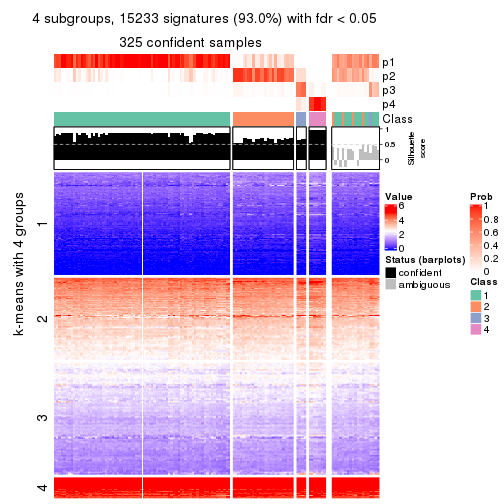 4 subgroups, 15233 signatures (93.0%) with fdr < 0.05
325 confident samples
p1
p2
p3
p4
Class
1
0.5
0
Silhouette
score
k-means with 4 groups
1
2
3
4
Value
6
4
2
0
Status (barplots)
confident
ambiguous
Prob
1
0.8
0.6
0.4
0.2
0
Class
1
2
3
4